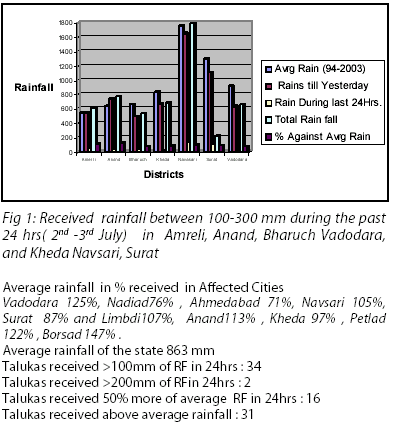 1800
1600
1400
1200
1000
800
600
400
200
0
Rainfall
Avrg Rain (94-2003)
Rains till Yesterday
Rain During last 24Hrs.
Total Rain fall
% Against Avrg Rain
Amreli Anand Bharuch Kheda Navsari Surat Vadodara
Districts
Fig 1: Received rainfall between 100-300 mm during the past
24 hrs( 2nd -3rd July) in Amreli, Anand, Bharuch Vadodara,
and Kheda Navsari, Surat
Average rainfall in % received in Affected Cities
Vadodara 125%, Nadiad76% , Ahmedabad 71%, Navsari 105%,
Surat 87% and Limbdi107%, Anand113% , Kheda 97% , Petlad
122% , Borsad 147% .
Average rainfall of the state 863 mm
Talukas received >100mm of RF in 24hrs : 34
Talukas received >200mm of RFin 24hrs : 2
Talukas received 50% more of average RF in 24hrs : 16
Talukas received above average rainfall : 31